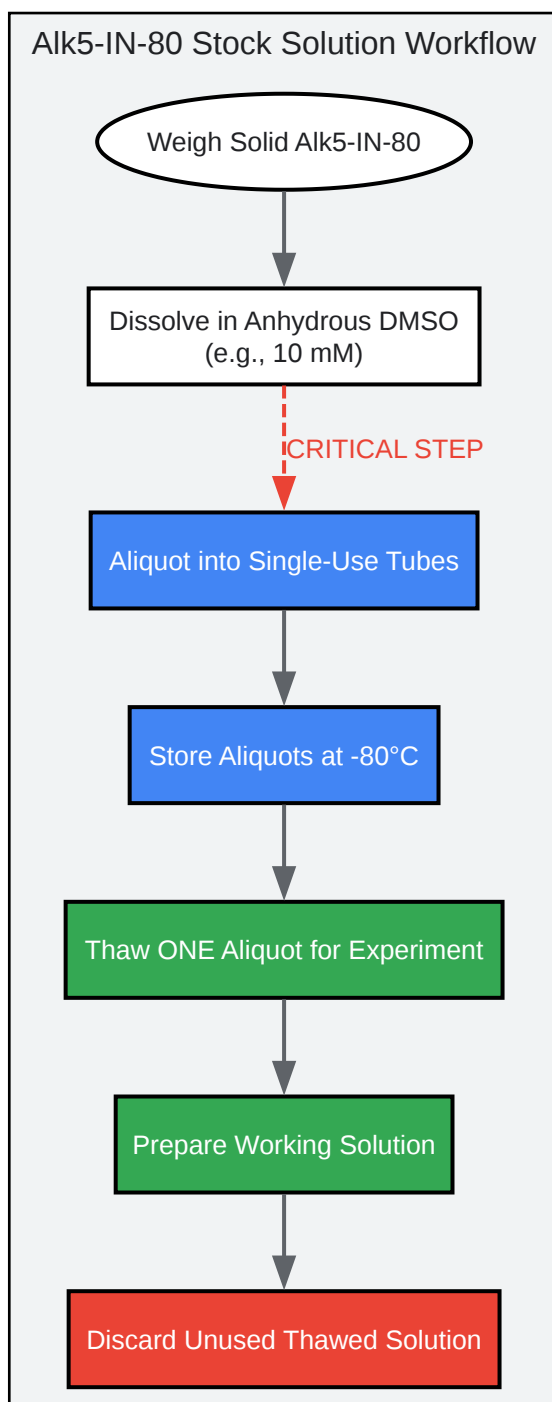 Alk5-IN-80 Stock Solution Workflow
Weigh Solid Alk5-IN-80
Dissolve in Anhydrous DMSO
(e.g., 10 mM)
CRITICAL STEP
Aliquot into Single-Use Tubes
Store Aliquots at -80°C
Thaw ONE Aliquot for Experiment
Prepare Working Solution
Discard Unused Thawed Solution